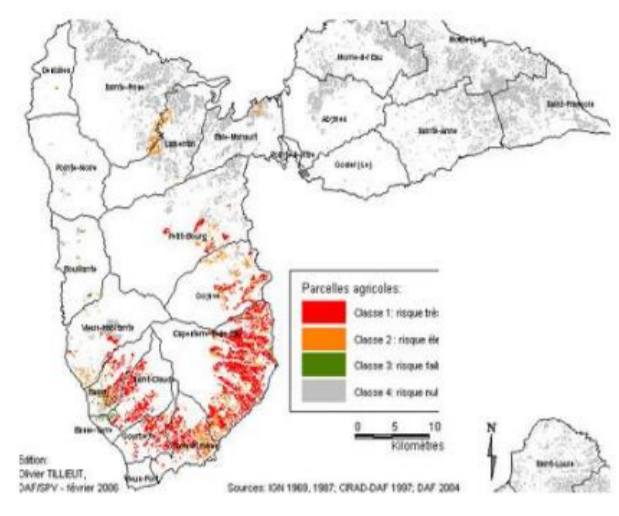 Deshaies
Sainte-Rose
Lamentin
Baie-Mahault
Morne-à-l'Eau
Abymes
Sainte-Anne
Saint-François
Gosier (Le)
Pointe-Noire
Petit-Bourg
Bouillante
Goyave
Vieux-Habitants
Saint-Claude
Basse-Terre
Gourbeyre
Vieux-Fort
Parcelles agricoles:
Classe 1: risque trè
Classe 2 : risque éle
Classe 3: risque faib
Classe 4: risque nul
0 5 10
Kilomètres
N
Saint-Louis
Edition:
Olivier TILLIEUT,
DAF/SPV - février 2006
Sources: IGN 1969, 1987; CIRAD-DAF 1997; DAF 2004